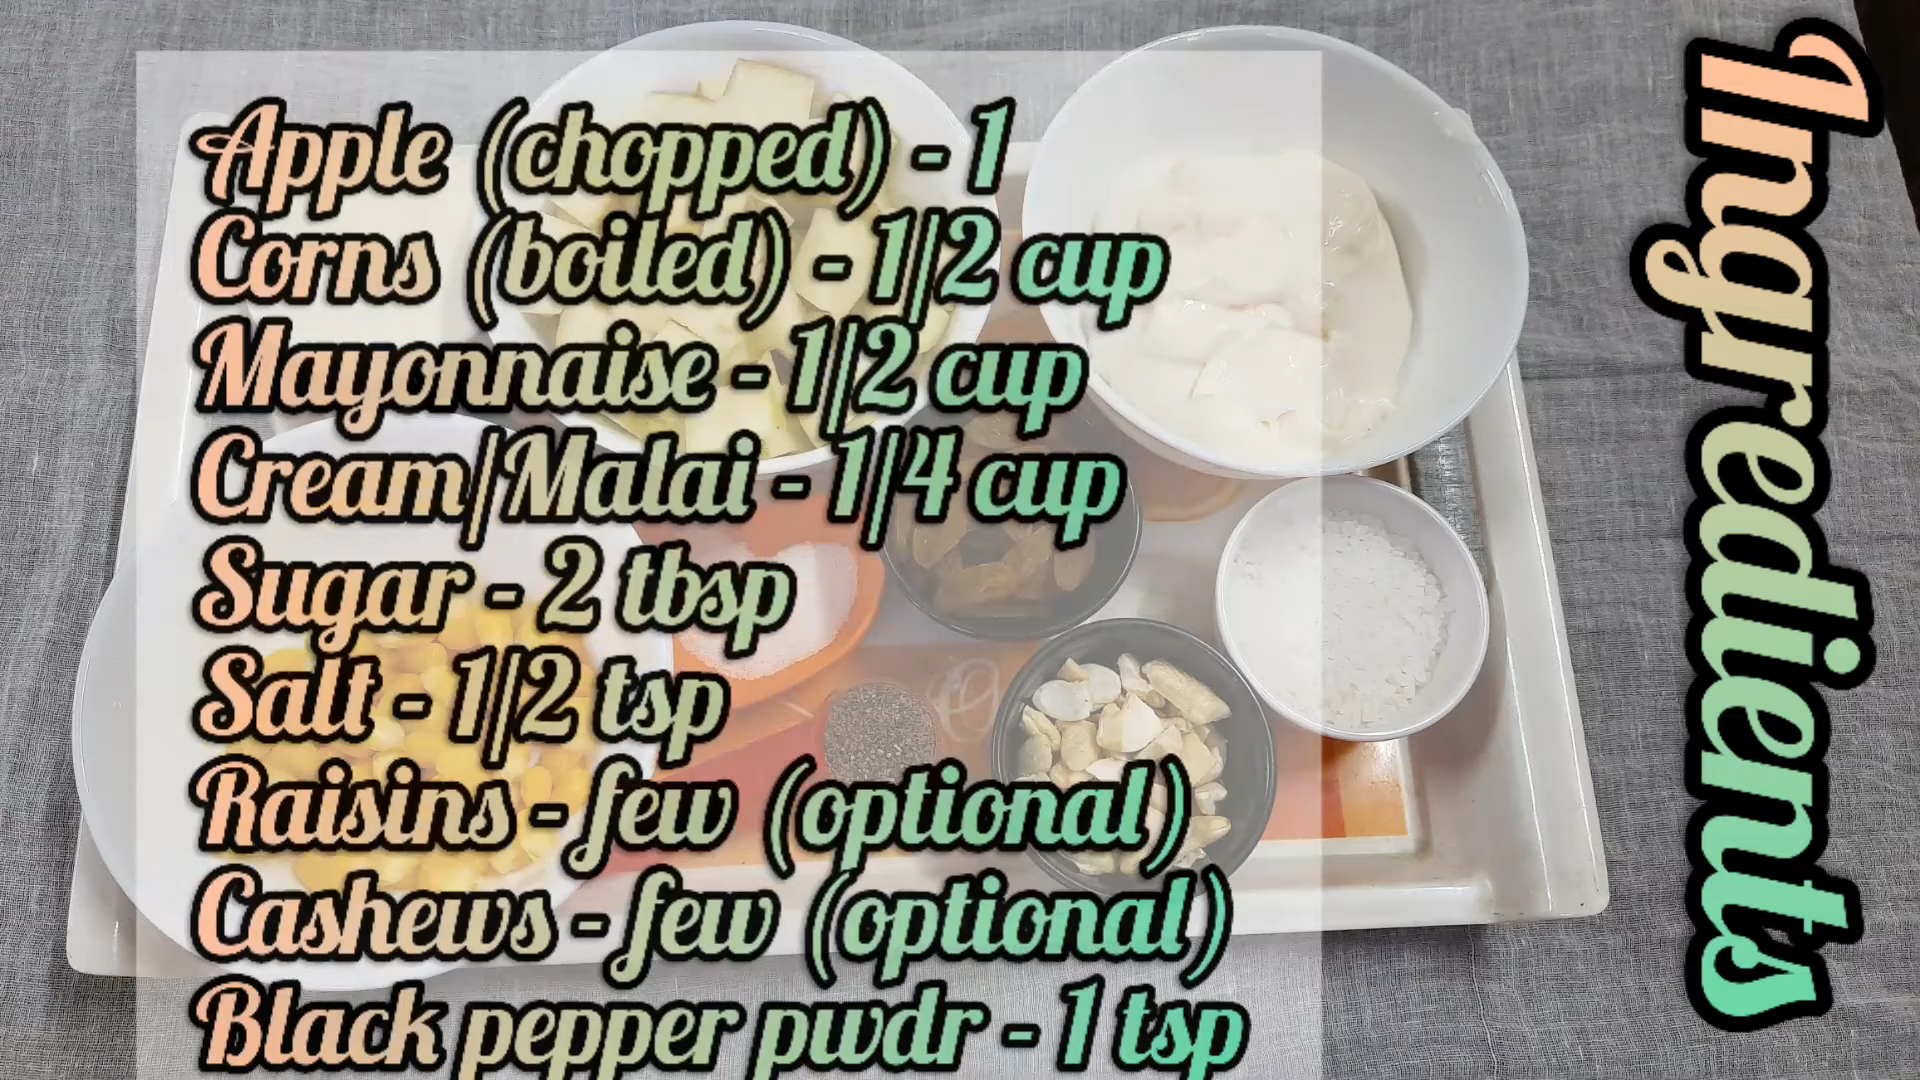 Apple (chopped) - 1
Corns (boiled) - 1/2 cup
Mayonnaise - 1/2 cup
Cream/Malai - 1/4 cup
Sugar - 2 tbsp
Salt - 1/2 tsp
Raisins - few (optional)
Cashews - few (optional)
Black pepper pwdr - 1 tsp
Ingredients